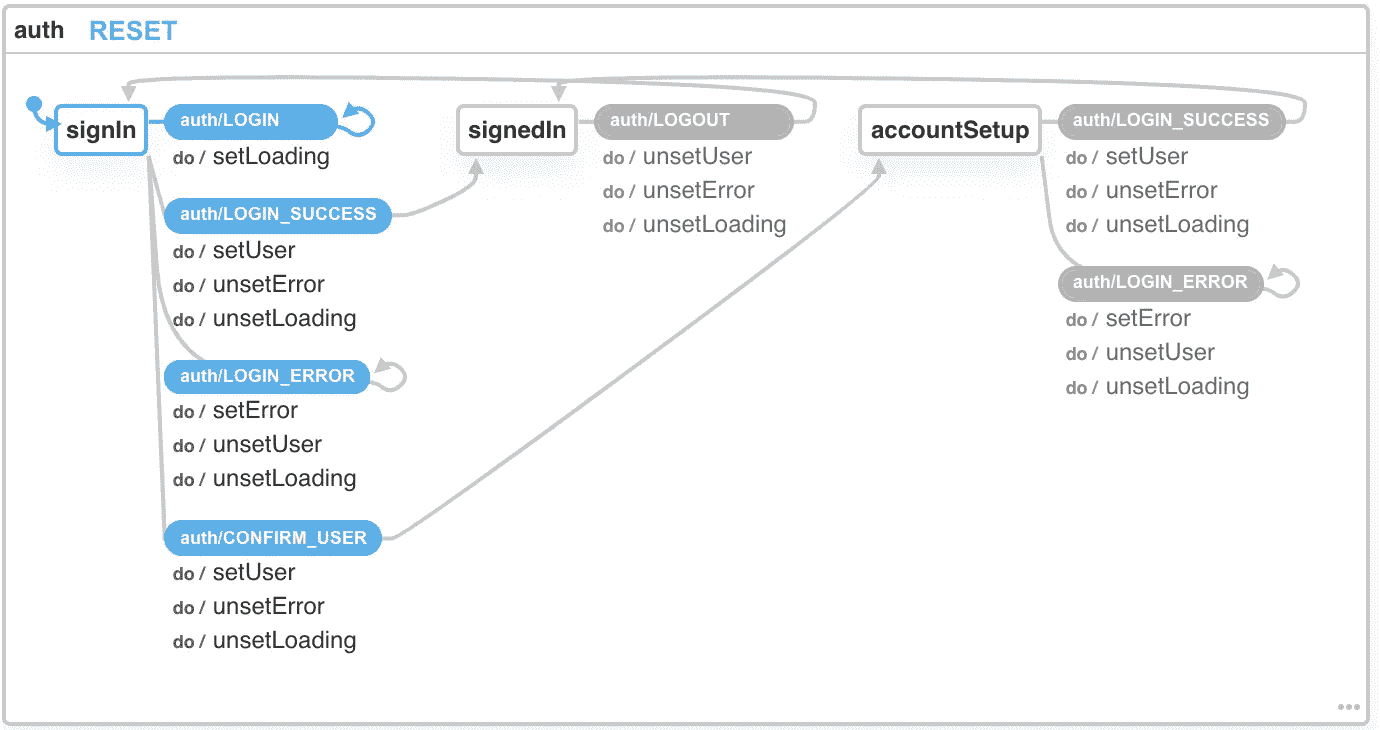 auth RESET
signIn
auth/LOGIN
do / setLoading
auth/LOGIN_SUCCESS
do / setUser
do / unsetError
do / unsetLoading
auth/LOGIN_ERROR
do / setError
do / unsetUser
do / unsetLoading
auth/CONFIRM_USER
do / setUser
do / unsetError
do / unsetLoading
signedIn
auth/LOGOUT
do / unsetUser
do / unsetError
do / unsetLoading
accountSetup
auth/LOGIN_SUCCESS
do / setUser
do / unsetError
do / unsetLoading
auth/LOGIN_ERROR
do / setError
do / unsetUser
do / unsetLoading